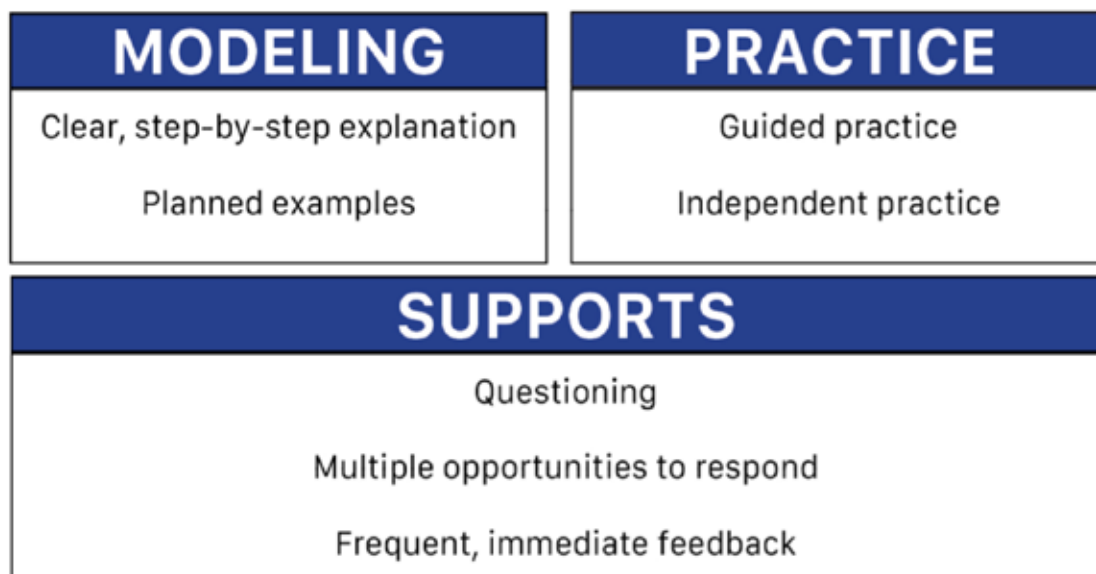 MODELING
Clear, step-by-step explanation
Planned examples
PRACTICE
Guided practice
Independent practice
SUPPORTS
Questioning
Multiple opportunities to respond
Frequent, immediate feedback